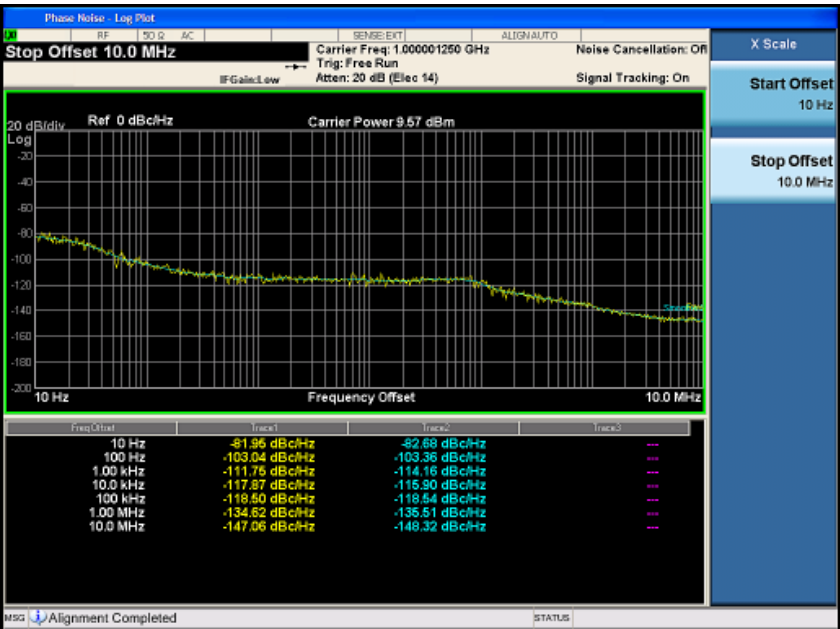 Phase Noise - Log Plot
RF 50 Ω AC SENSE:EXT ALIGN AUTO
Stop Offset 10.0 MHz
Carrier Freq: 1.000001250 GHz
Noise Cancellation: Off
Trig: Free Run
IFGain:Low
Atten: 20 dB (Elec 14)
Signal Tracking: On
20 dB/div
Ref 0 dBc/Hz
Carrier Power 9.57 dBm
Log
-20
-40
-60
-80
-100
-120
-140
-160
-180
-200
10 Hz
Frequency Offset
10.0 MHz
Freq Offset Trace1 Trace2 Trace3
10 Hz -81.95 dBc/Hz -82.68 dBc/Hz ---
100 Hz -103.04 dBc/Hz -103.36 dBc/Hz ---
1.00 kHz -111.75 dBc/Hz -114.16 dBc/Hz ---
10.0 kHz -117.87 dBc/Hz -115.90 dBc/Hz ---
100 kHz -118.50 dBc/Hz -118.54 dBc/Hz ---
1.00 MHz -134.62 dBc/Hz -135.51 dBc/Hz ---
10.0 MHz -147.06 dBc/Hz -148.32 dBc/Hz ---
MSG Alignment Completed
STATUS
X Scale
Start Offset
10 Hz
Stop Offset
10.0 MHz